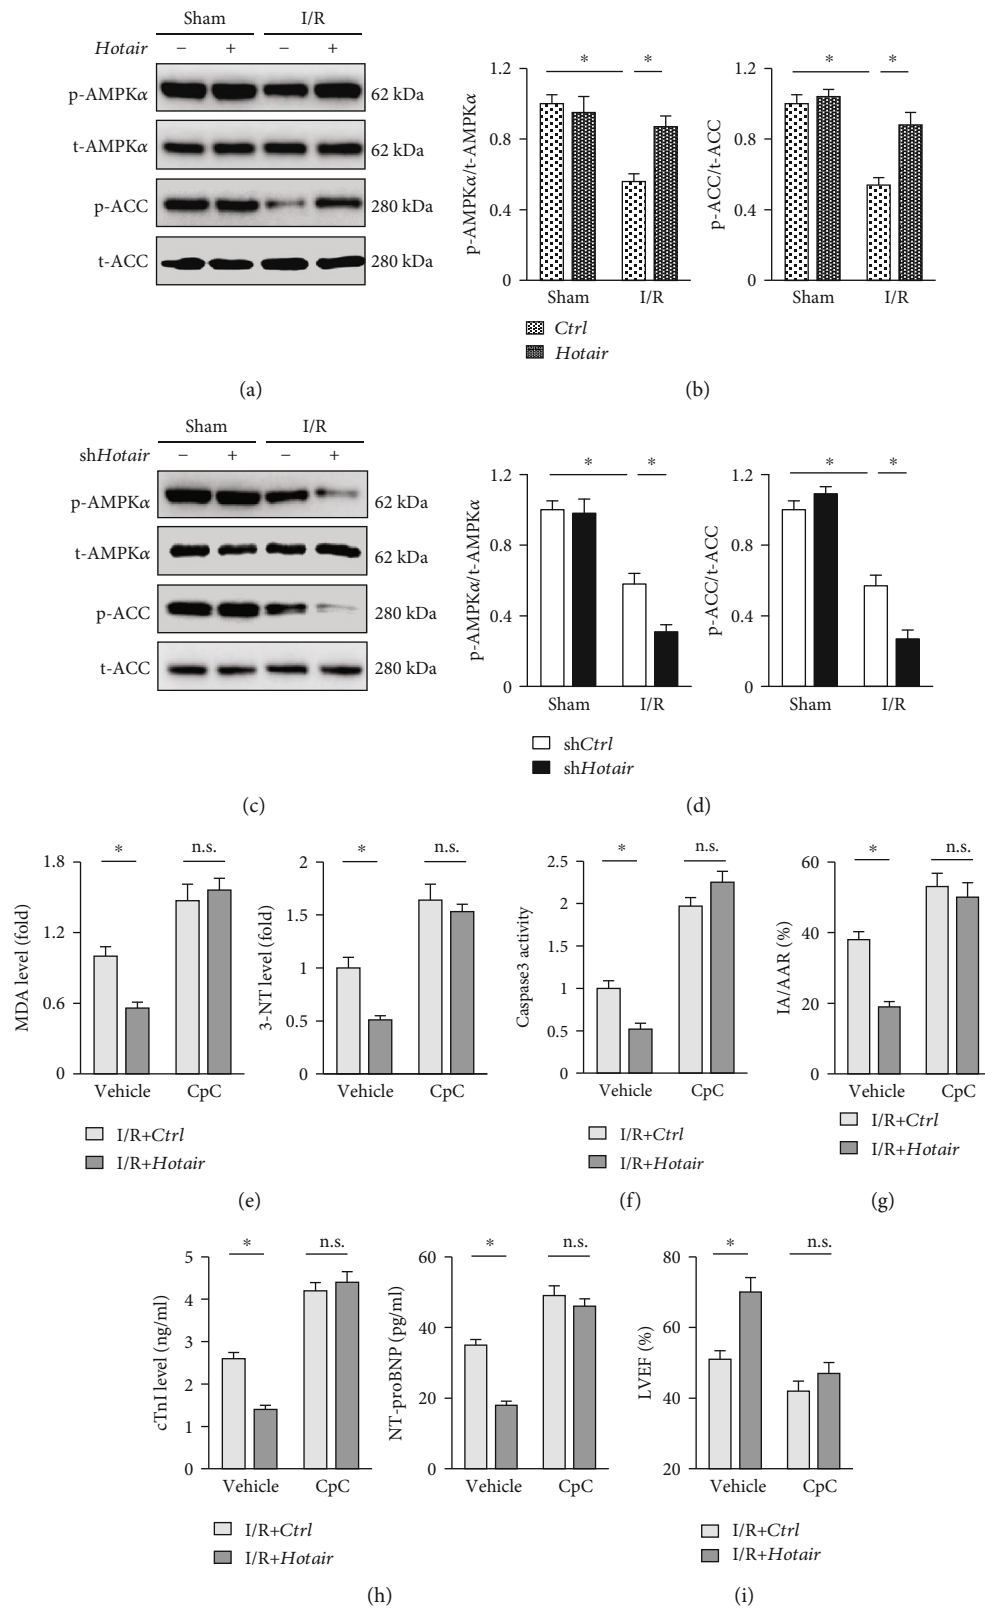 Sham I/R
Hotair − + − +
p-AMPKα 62 kDa
t-AMPKα 62 kDa
p-ACC 280 kDa
t-ACC 280 kDa
(a)
* *
1.2
0.8
0.4
0
p-AMPKα/t-AMPKα
Sham I/R
* *
1.2
0.8
0.4
0
p-ACC/t-ACC
Sham I/R
Ctrl
Hotair
(b)
Sham I/R
shHotair − + − +
p-AMPKα 62 kDa
t-AMPKα 62 kDa
p-ACC 280 kDa
t-ACC 280 kDa
(c)
* *
1.2
0.8
0.4
0
p-AMPKα/t-AMPKα
Sham I/R
* *
1.2
0.8
0.4
0
p-ACC/t-ACC
Sham I/R
shCtrl
shHotair
(d)
* n.s.
1.8
1.2
0.6
0
MDA level (fold)
Vehicle CpC
* n.s.
2
1.5
1
0.5
0
3-NT level (fold)
Vehicle CpC
I/R+Ctrl
I/R+Hotair
(e)
* n.s.
2.5
2
1.5
1
0.5
0
Caspase3 activity
Vehicle CpC
I/R+Ctrl
I/R+Hotair
(f)
* n.s.
60
40
20
0
IA/AAR (%)
Vehicle CpC
I/R+Ctrl
I/R+Hotair
(g)
* n.s.
5
4
3
2
1
0
cTnI level (ng/ml)
Vehicle CpC
* n.s.
60
40
20
0
NT-proBNP (pg/ml)
Vehicle CpC
I/R+Ctrl
I/R+Hotair
(h)
* n.s.
80
60
40
20
LVEF (%)
Vehicle CpC
I/R+Ctrl
I/R+Hotair
(i)